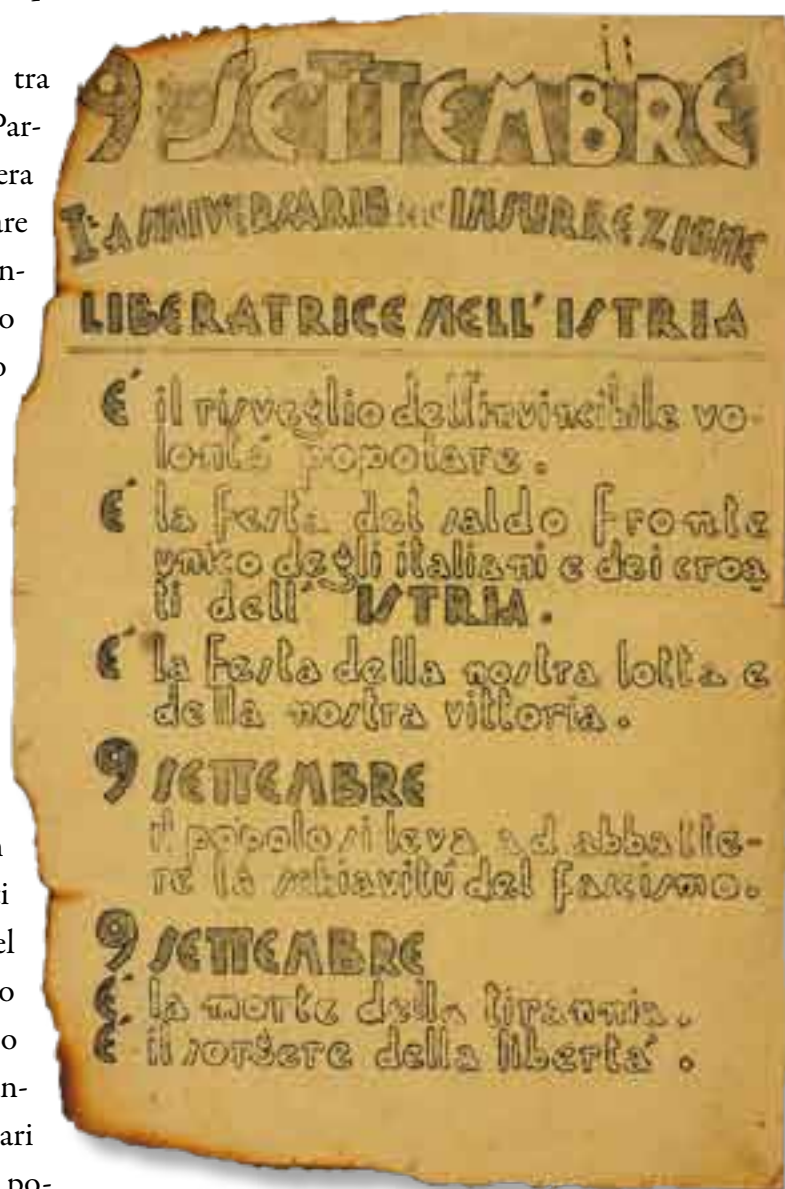 tra
Par-
era
are
n-
o
o
9 SETTEMBRE
I.º ANNIVERSARIO dell' INSURREZIONE
LIBERATRICE NELL' ISTRIA
E' il risveglio dell'invincibile vo-
lontà popolare.
E' la festa del saldo fronte
unico degli italiani e dei croa
ti dell' ISTRIA.
E' la festa della nostra lotta e
della nostra vittoria.
9 SETTEMBRE
il popolo si leva ad abbatte-
re la schiavitù del fascismo.
9 SETTEMBRE
E' la morte della tirannia.
E' il sorgere della liberta'.
i
el
o
o
n-
ari
po-